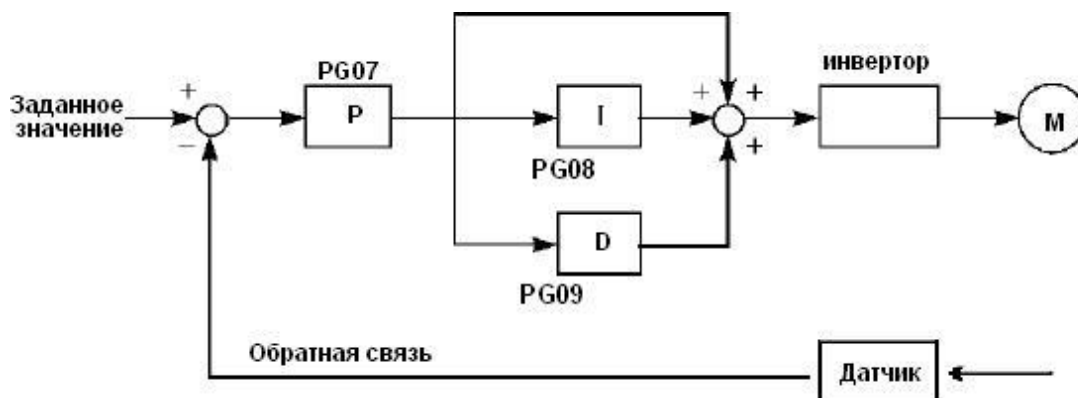 PG07
инвертор
Заданное
значение
+
−
P
I
+
+
+
M
PG08
D
PG09
Обратная связь
Датчик